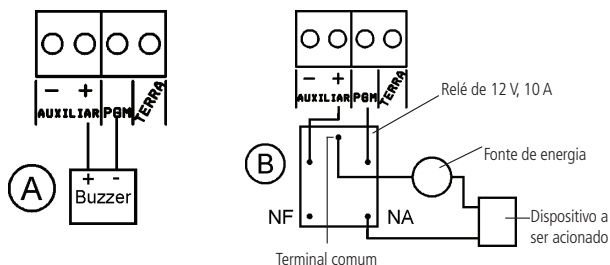 - +
AUXILIAR PGM TERRA
A
+ -
Buzzer
- +
AUXILIAR PGM TERRA
Relé de 12 V, 10 A
B
Fonte de energia
NF
NA
Dispositivo a
ser acionado
Terminal comum